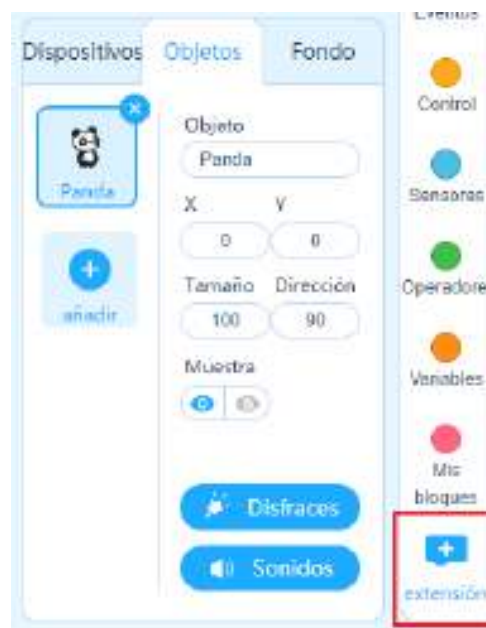 Eventos
Dispositivos
Objetos
Fondo
Panda
añadir
Objeto
Panda
X
Y
0
0
Tamaño
Dirección
100
90
Muestra
Disfraces
Sonidos
Control
Sensores
Operadore
Variables
Mis
bloques
extensión